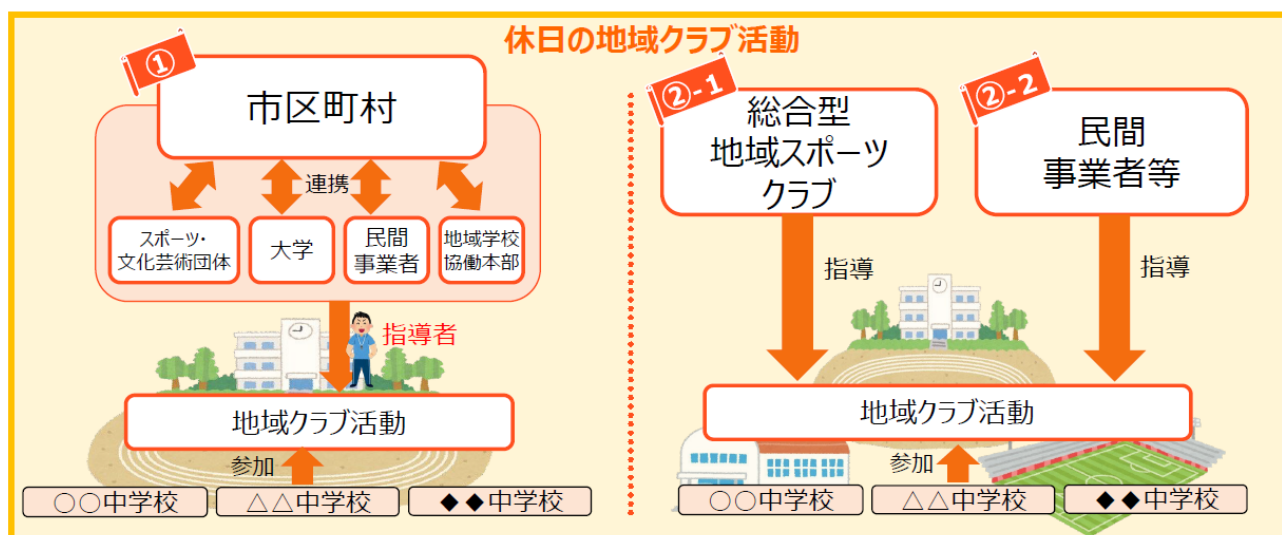 休日の地域クラブ活動
①
市区町村
連携
スポーツ・
文化芸術団体
大学
民間
事業者
地域学校
協働本部
指導者
地域クラブ活動
参加
○○中学校
△△中学校
◆◆中学校
②-1
総合型
地域スポーツ
クラブ
②-2
民間
事業者等
指導
指導
地域クラブ活動
参加
○○中学校
△△中学校
◆◆中学校